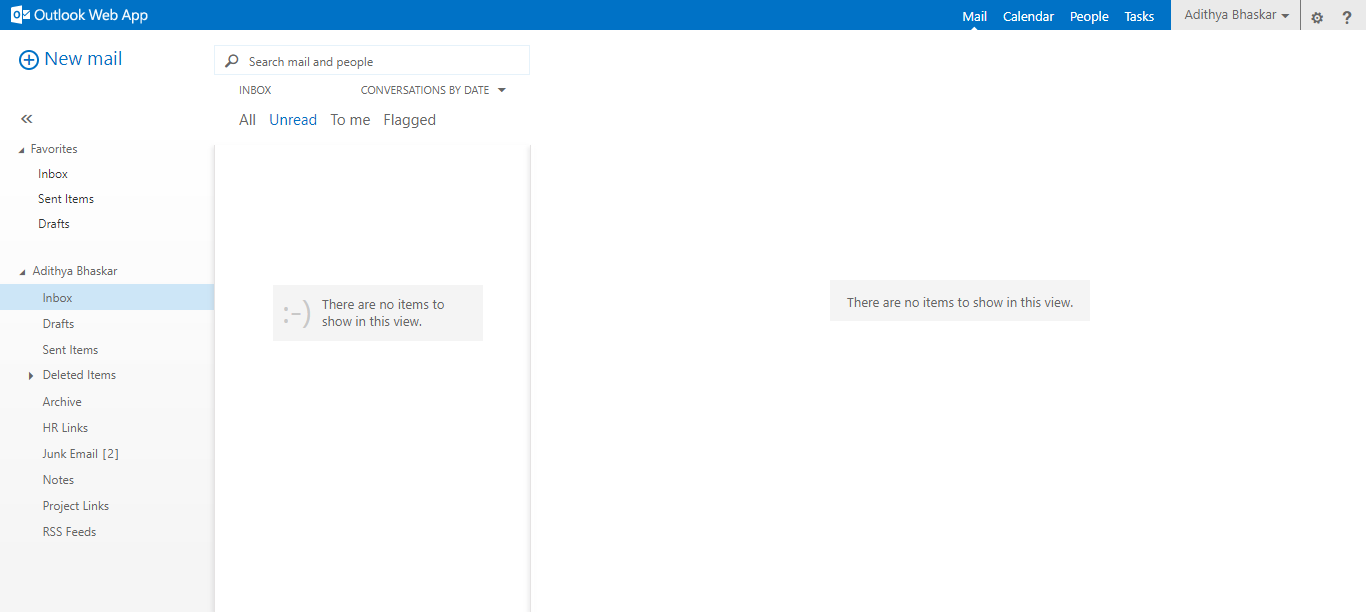 Outlook Web App
Mail Calendar People Tasks Adithya Bhaskar ?
New mail
Search mail and people
INBOX CONVERSATIONS BY DATE
All Unread To me Flagged
Favorites
Inbox
Sent Items
Drafts
Adithya Bhaskar
Inbox
Drafts
Sent Items
Deleted Items
Archive
HR Links
Junk Email [2]
Notes
Project Links
RSS Feeds
:-)
There are no items to
show in this view.
There are no items to show in this view.